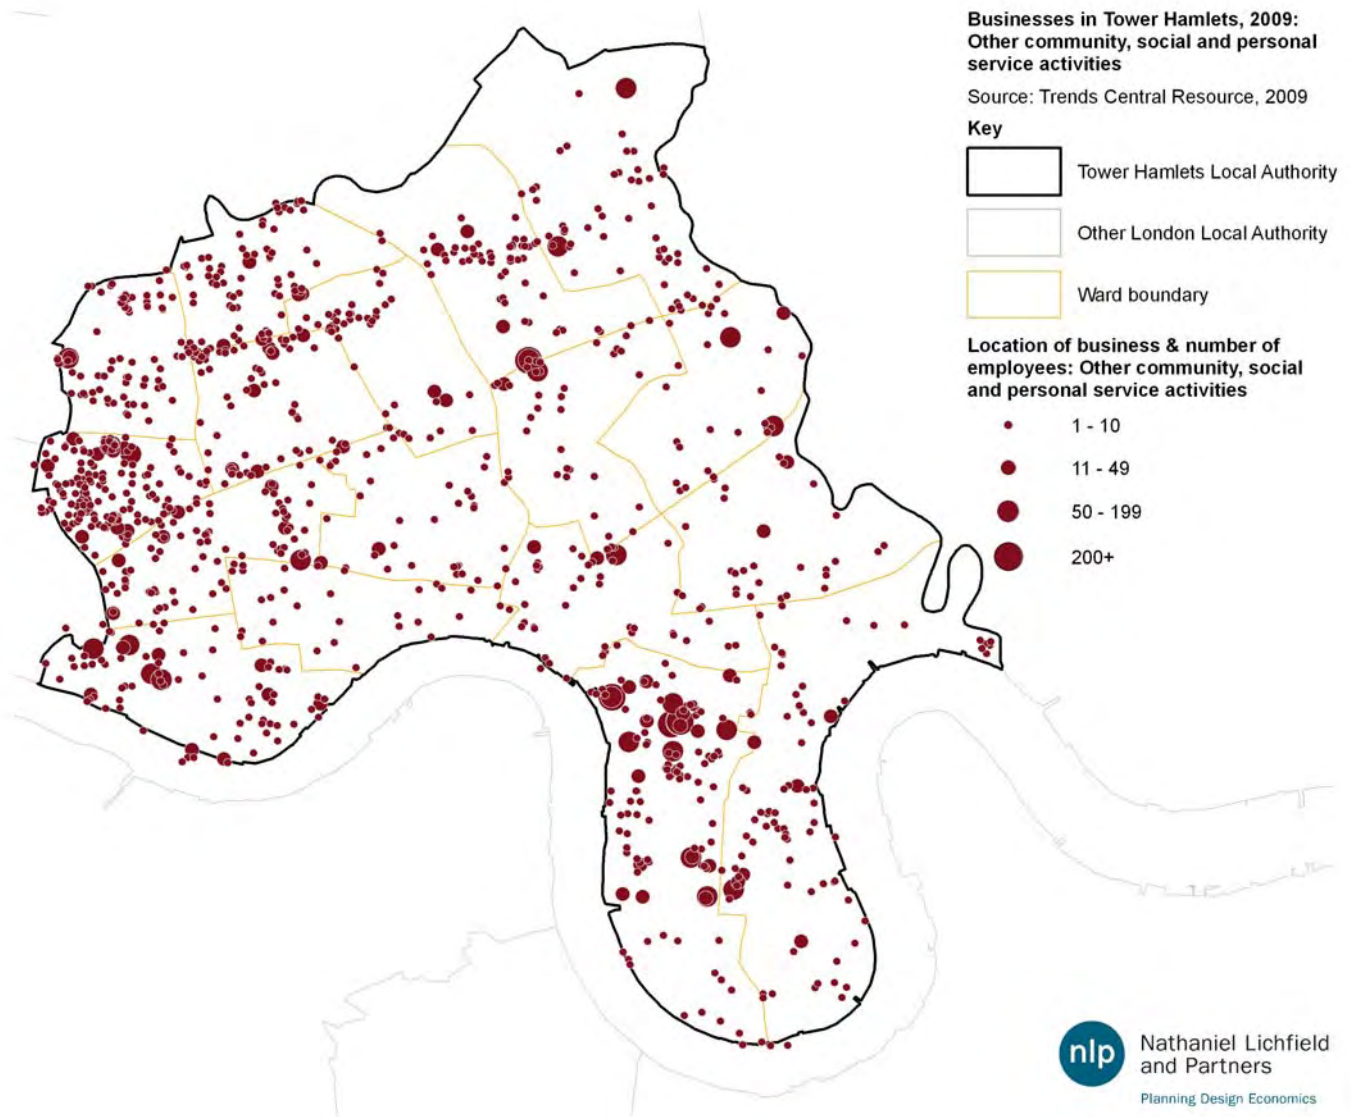 Businesses in Tower Hamlets, 2009:
Other community, social and personal
service activities
Source: Trends Central Resource, 2009
Key
Tower Hamlets Local Authority
Other London Local Authority
Ward boundary
Location of business & number of
employees: Other community, social
and personal service activities
1 - 10
11 - 49
50 - 199
200+
nlp
Nathaniel Lichfield
and Partners
Planning Design Economics